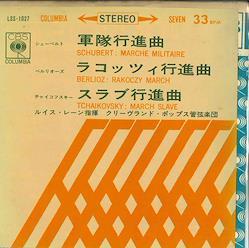 LSS-1027 COLUMBIA STEREO SEVEN 33 RPM
CBS
COLUMBIA
シューベルト 軍隊行進曲
SCHUBERT: MARCHE MILITAIRE
ベルリオーズ ラコッツィ行進曲
BERLIOZ: RAKOCZY MARCH
チャイコフスキー スラブ行進曲
TCHAIKOVSKY: MARCH SLAVE
ルイス・レーン指揮 クリーヴランド・ポップス管弦楽団